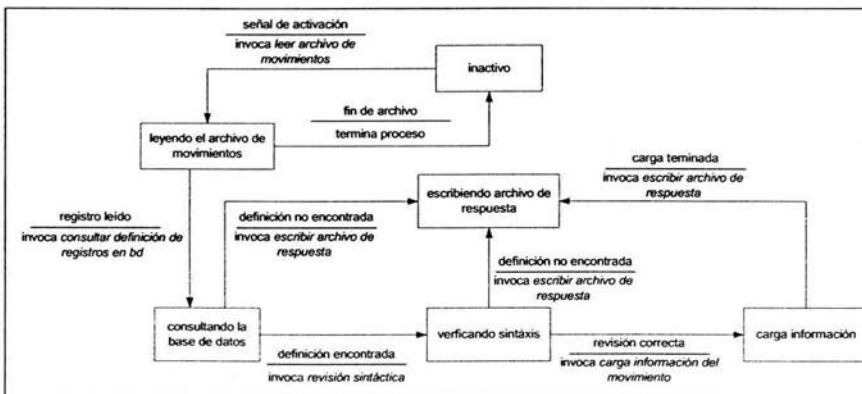 señal de activación
invoca leer archivo de
movimientos
inactivo
fin de archivo
termina proceso
leyendo el archivo de
movimientos
carga teminada
invoca escribir archivo de
respuesta
escribiendo archivo de
respuesta
registro leído
invoca consultar definición de
registros en bd
definición no encontrada
invoca escribir archivo de
respuesta
definición no encontrada
invoca escribir archivo de
respuesta
consultando la
base de datos
definición encontrada
invoca revisión sintáctica
verficando sintáxis
revisión correcta
invoca carga información del
movimiento
carga información